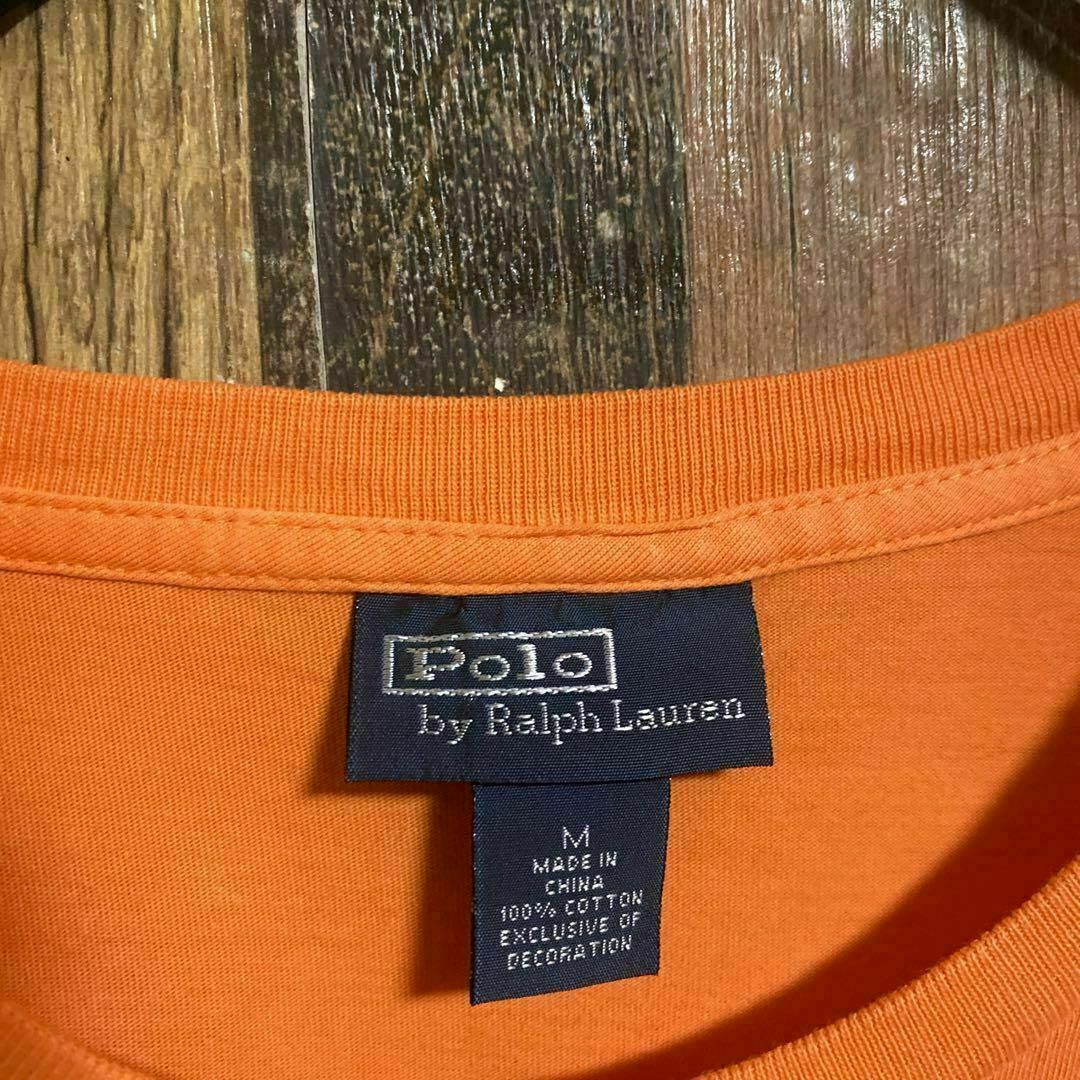 Polo
by Ralph Lauren
M
MADE IN
CHINA
100% COTTON
EXCLUSIVE OF
DECORATION